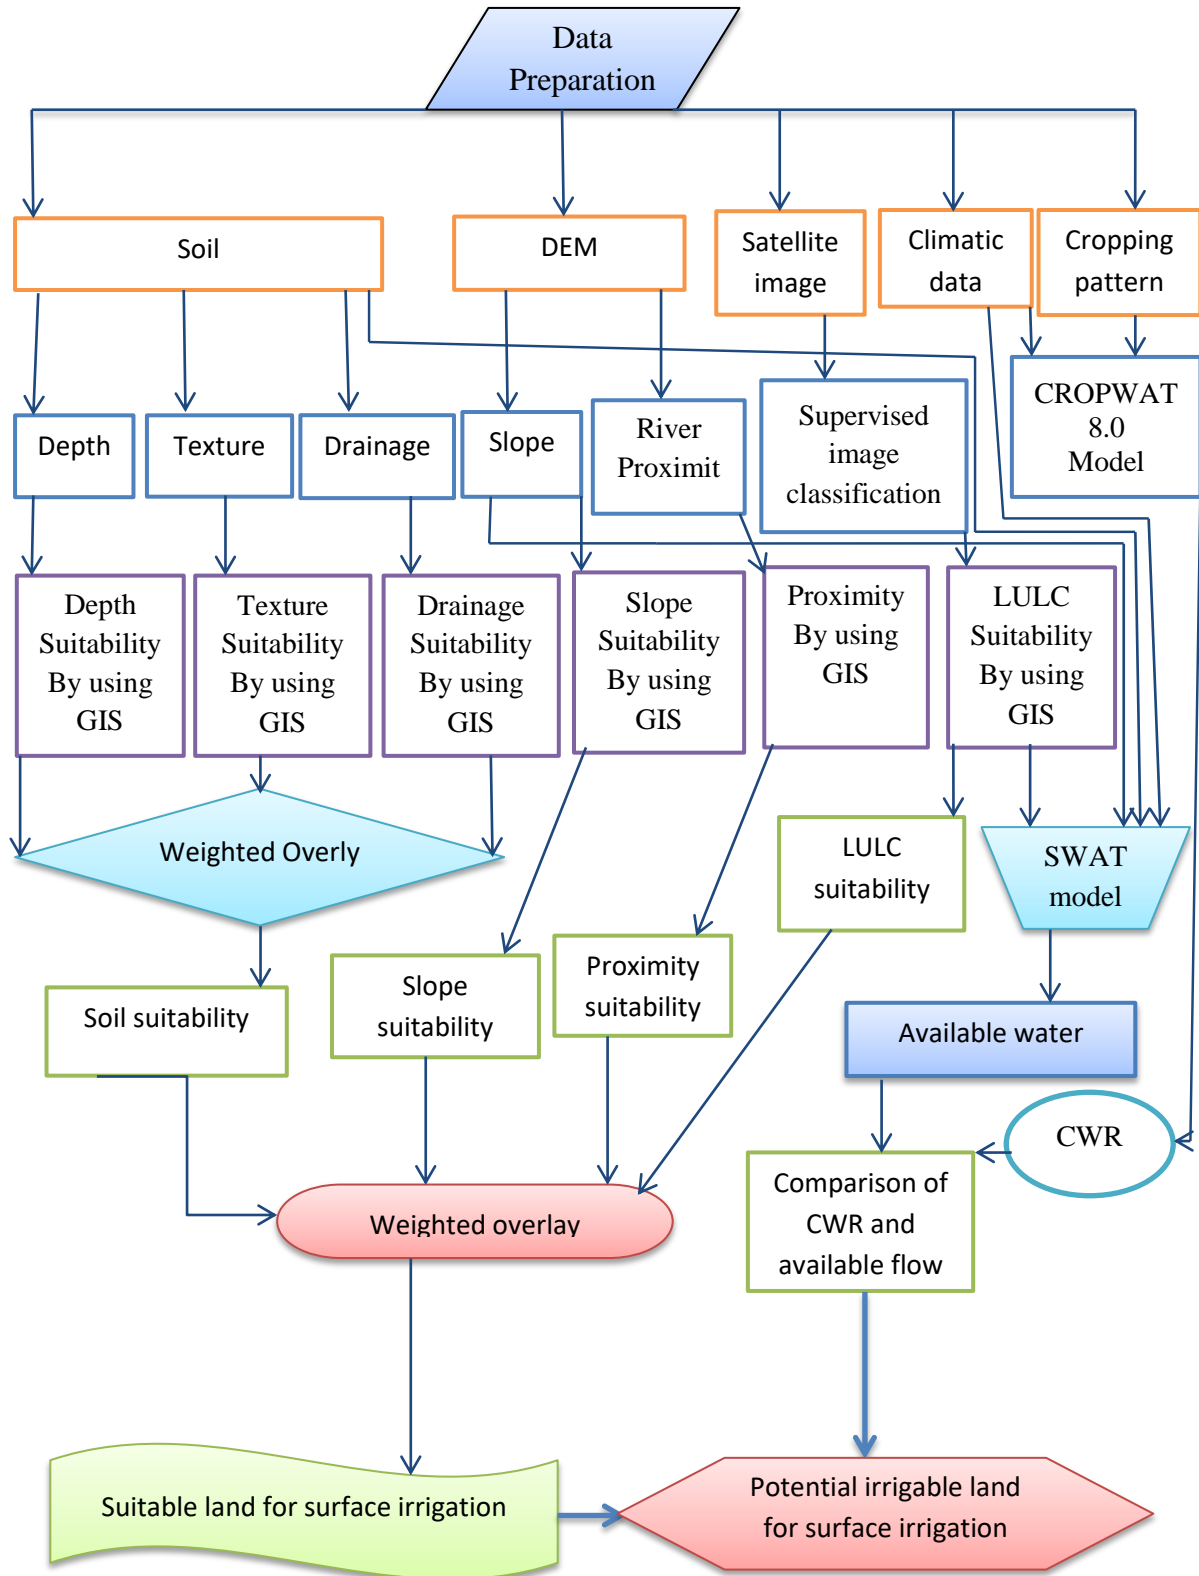 Data
Preparation
Soil
DEM
Satellite
image
Climatic
data
Cropping
pattern
Depth
Texture
Drainage
Slope
River
Proximit
Supervised
image
classification
CROPWAT
8.0
Model
Depth
Suitability
By using
GIS
Texture
Suitability
By using
GIS
Drainage
Suitability
By using
GIS
Slope
Suitability
By using
GIS
Proximity
By using
GIS
LULC
Suitability
By using
GIS
Weighted Overly
LULC
suitability
SWAT
model
Soil suitability
Slope
suitability
Proximity
suitability
Available water
CWR
Weighted overlay
Comparison of
CWR and
available flow
Suitable land for surface irrigation
Potential irrigable land
for surface irrigation